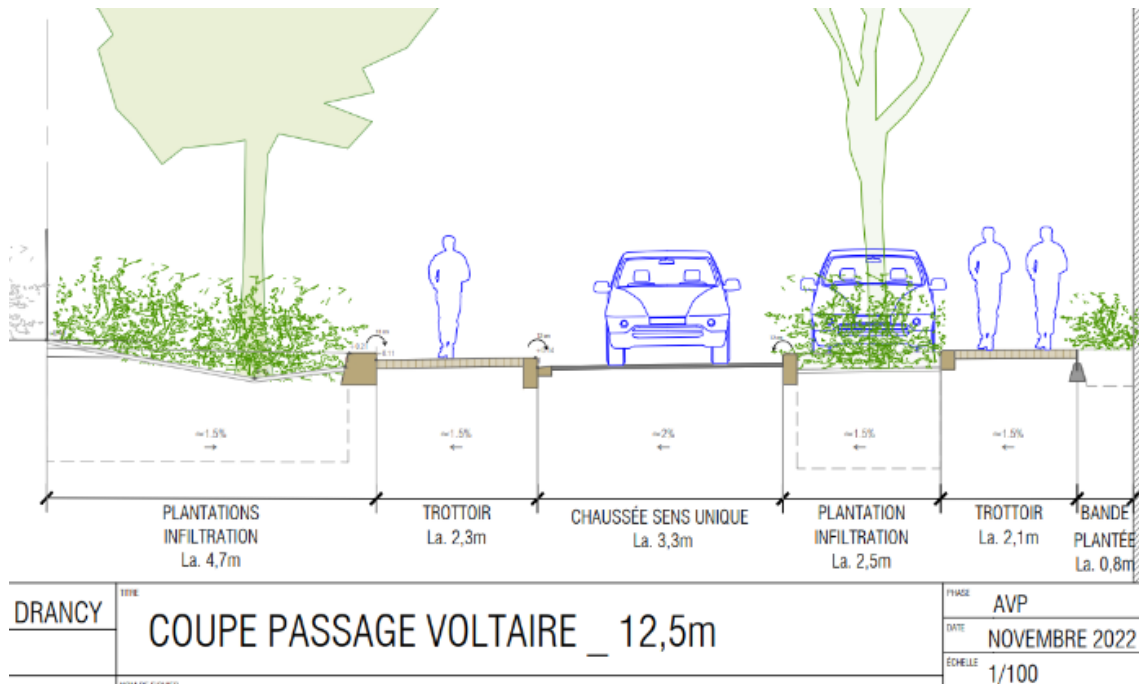 ≈1.5%
≈1.5%
≈2%
≈1.5%
≈1.5%
PLANTATIONS
INFILTRATION
La. 4,7m
TROTTOIR
La. 2,3m
CHAUSSÉE SENS UNIQUE
La. 3,3m
PLANTATION
INFILTRATION
La. 2,5m
TROTTOIR
La. 2,1m
BANDE
PLANTÉE
La. 0,8m
DRANCY
TITRE
COUPE PASSAGE VOLTAIRE _ 12,5m
PHASE
AVP
DATE
NOVEMBRE 2022
ÉCHELLE
1/100